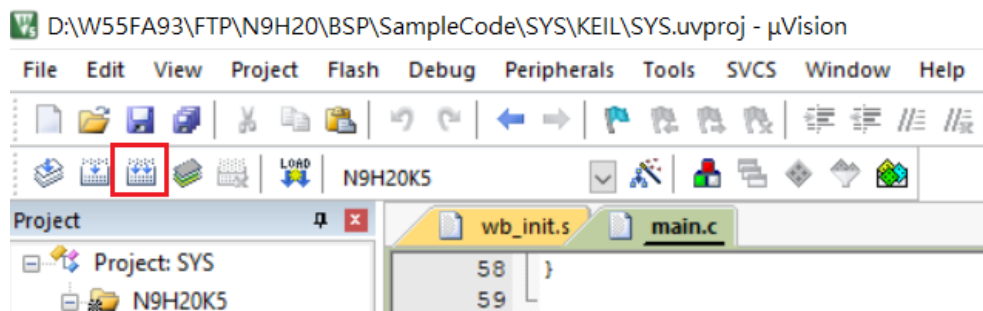 D:\W55FA93\FTP\N9H20\BSP\SampleCode\SYS\KEIL\SYS.uvproj - µVision
File Edit View Project Flash Debug Peripherals Tools SVCS Window Help
LOAD N9H20K5
Project wb_init.s main.c
Project: SYS 58 }
N9H20K5 59